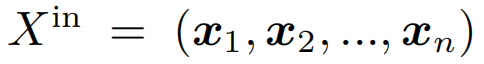 X^in = (x_1, x_2, ..., x_n)